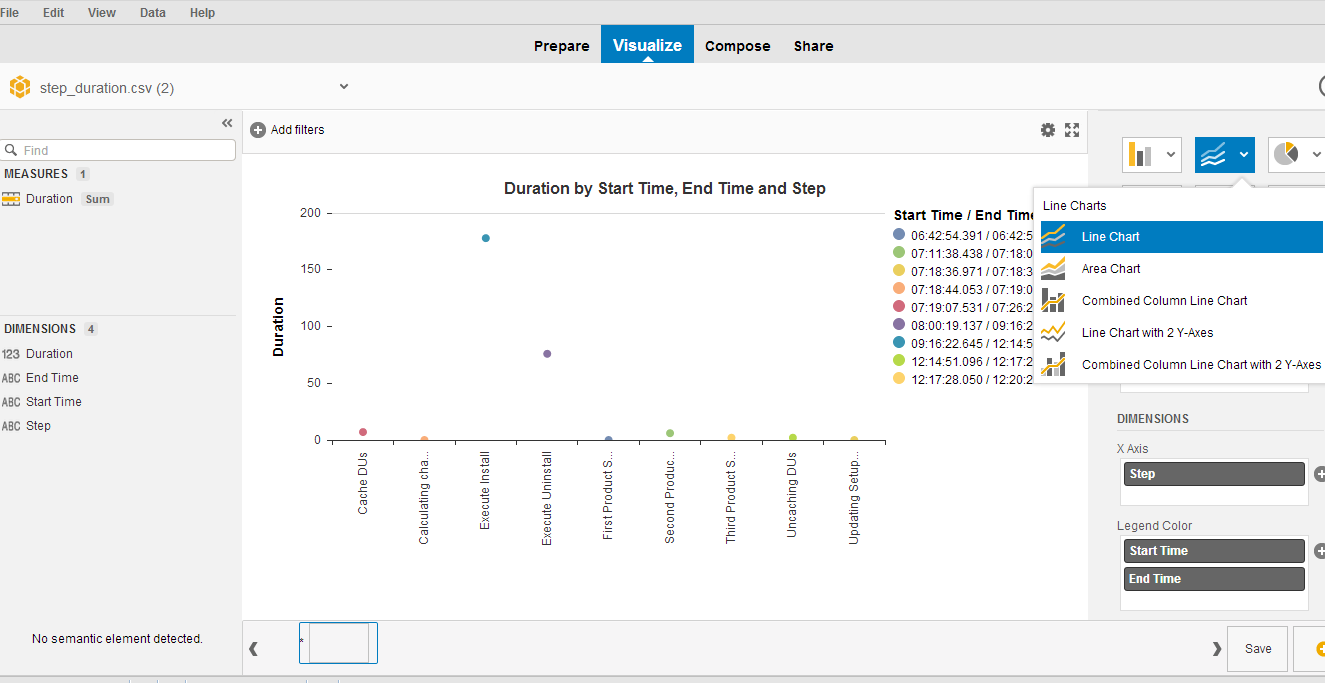 File Edit View Data Help
Prepare Visualize Compose Share
step_duration.csv (2)
Add filters
Find
MEASURES 1
Duration Sum
DIMENSIONS 4
123 Duration
ABC End Time
ABC Start Time
ABC Step
No semantic element detected.
Duration by Start Time, End Time and Step
Duration
200
150
100
50
0
Cache DUs
Calculating cha...
Execute Install
Execute Uninstall
First Product S...
Second Produc...
Third Product S...
Uncaching DUs
Updating Setup...
Start Time / End Time
06:42:54.391 / 06:42:5
07:11:38.438 / 07:18:0
07:18:36.971 / 07:18:3
07:18:44.053 / 07:19:0
07:19:07.531 / 07:26:2
08:00:19.137 / 09:16:2
09:16:22.645 / 12:14:5
12:14:51.096 / 12:17:2
12:17:28.050 / 12:20:2
Line Charts
Line Chart
Area Chart
Combined Column Line Chart
Line Chart with 2 Y-Axes
Combined Column Line Chart with 2 Y-Axes
DIMENSIONS
X Axis
Step
Legend Color
Start Time
End Time
*
Save